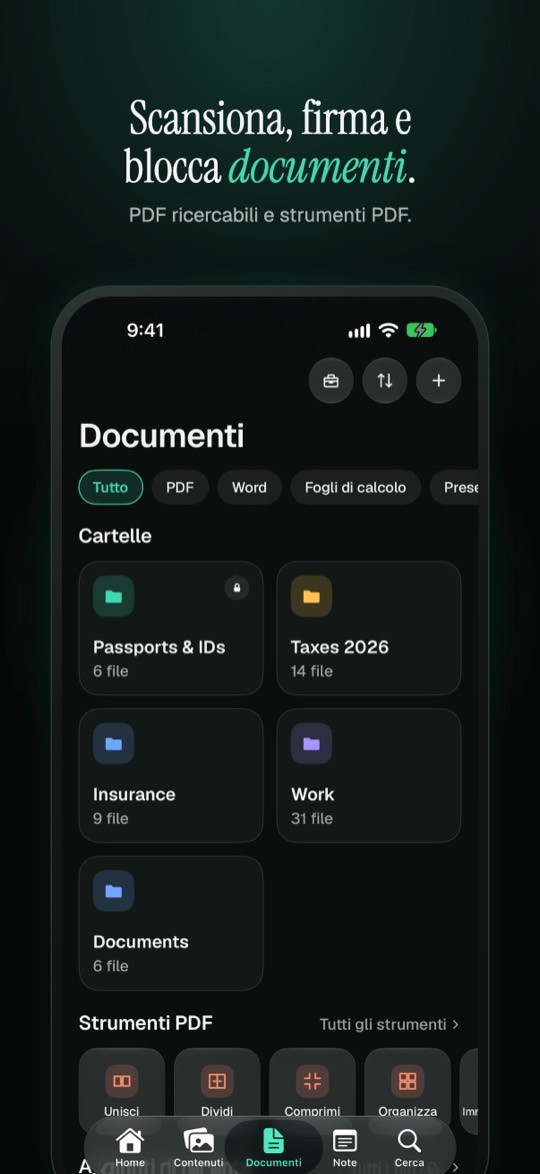 Scansiona, firma e
blocca documenti.
PDF ricercabili e strumenti PDF.
9:41
Documenti
Tutto PDF Word Fogli di calcolo Prese
Cartelle
Passports & IDs Taxes 2026
6 file 14 file
Insurance Work
9 file 31 file
Documents
6 file
Strumenti PDF Tutti gli strumenti >
Unisci Dividi Comprimi Organizza
Home Contenuti Documenti Note Cerca